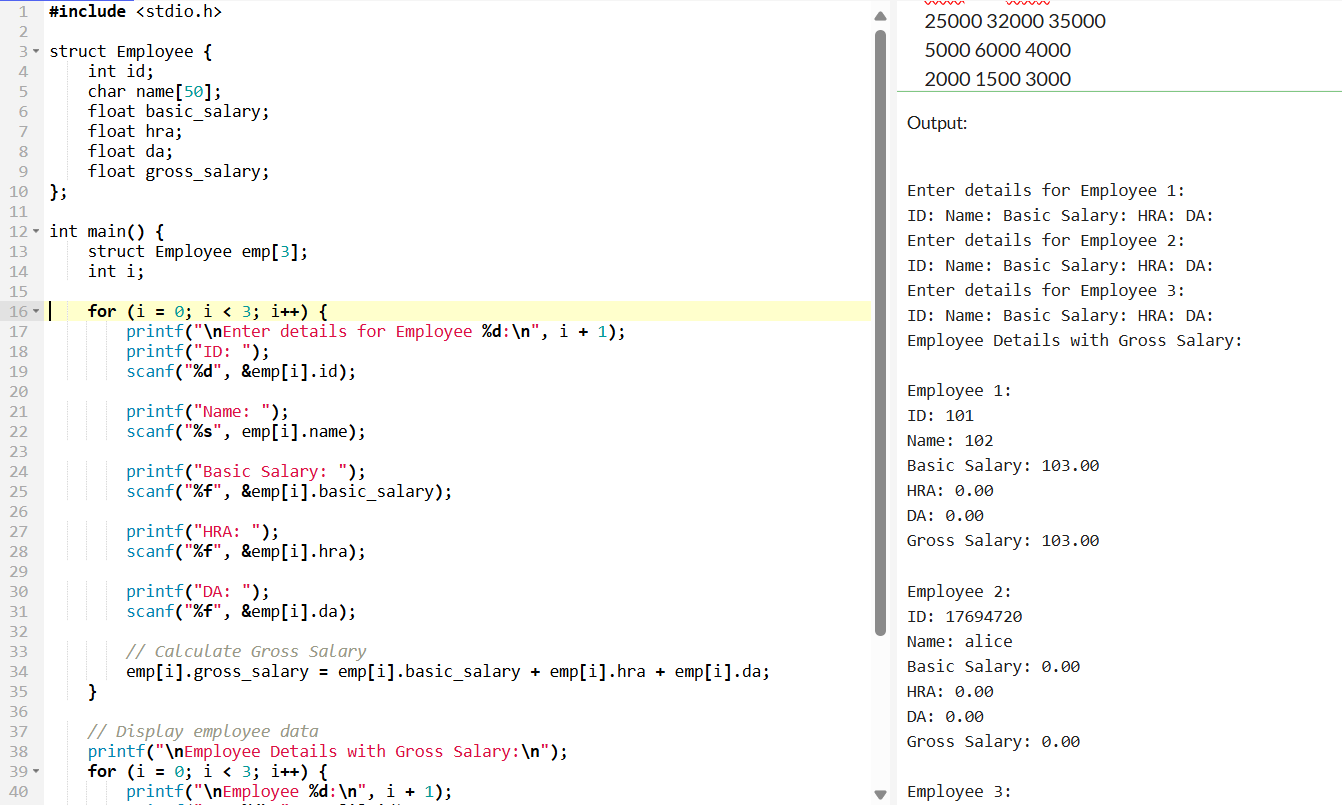 1 #include <stdio.h>
2
3 struct Employee {
4 int id;
5 char name[50];
6 float basic_salary;
7 float hra;
8 float da;
9 float gross_salary;
10 };
11
12 int main() {
13 struct Employee emp[3];
14 int i;
15
16 for (i = 0; i < 3; i++) {
17 printf("\nEnter details for Employee %d:\n", i + 1);
18 printf("ID: ");
19 scanf("%d", &emp[i].id);
20
21 printf("Name: ");
22 scanf("%s", emp[i].name);
23
24 printf("Basic Salary: ");
25 scanf("%f", &emp[i].basic_salary);
26
27 printf("HRA: ");
28 scanf("%f", &emp[i].hra);
29
30 printf("DA: ");
31 scanf("%f", &emp[i].da);
32
33 // Calculate Gross Salary
34 emp[i].gross_salary = emp[i].basic_salary + emp[i].hra + emp[i].da;
35 }
36
37 // Display employee data
38 printf("\nEmployee Details with Gross Salary:\n");
39 for (i = 0; i < 3; i++) {
40 printf("\nEmployee %d:\n", i + 1);
25000 32000 35000
5000 6000 4000
2000 1500 3000
Output:
Enter details for Employee 1:
ID: Name: Basic Salary: HRA: DA:
Enter details for Employee 2:
ID: Name: Basic Salary: HRA: DA:
Enter details for Employee 3:
ID: Name: Basic Salary: HRA: DA:
Employee Details with Gross Salary:
Employee 1:
ID: 101
Name: 102
Basic Salary: 103.00
HRA: 0.00
DA: 0.00
Gross Salary: 103.00
Employee 2:
ID: 17694720
Name: alice
Basic Salary: 0.00
HRA: 0.00
DA: 0.00
Gross Salary: 0.00
Employee 3: